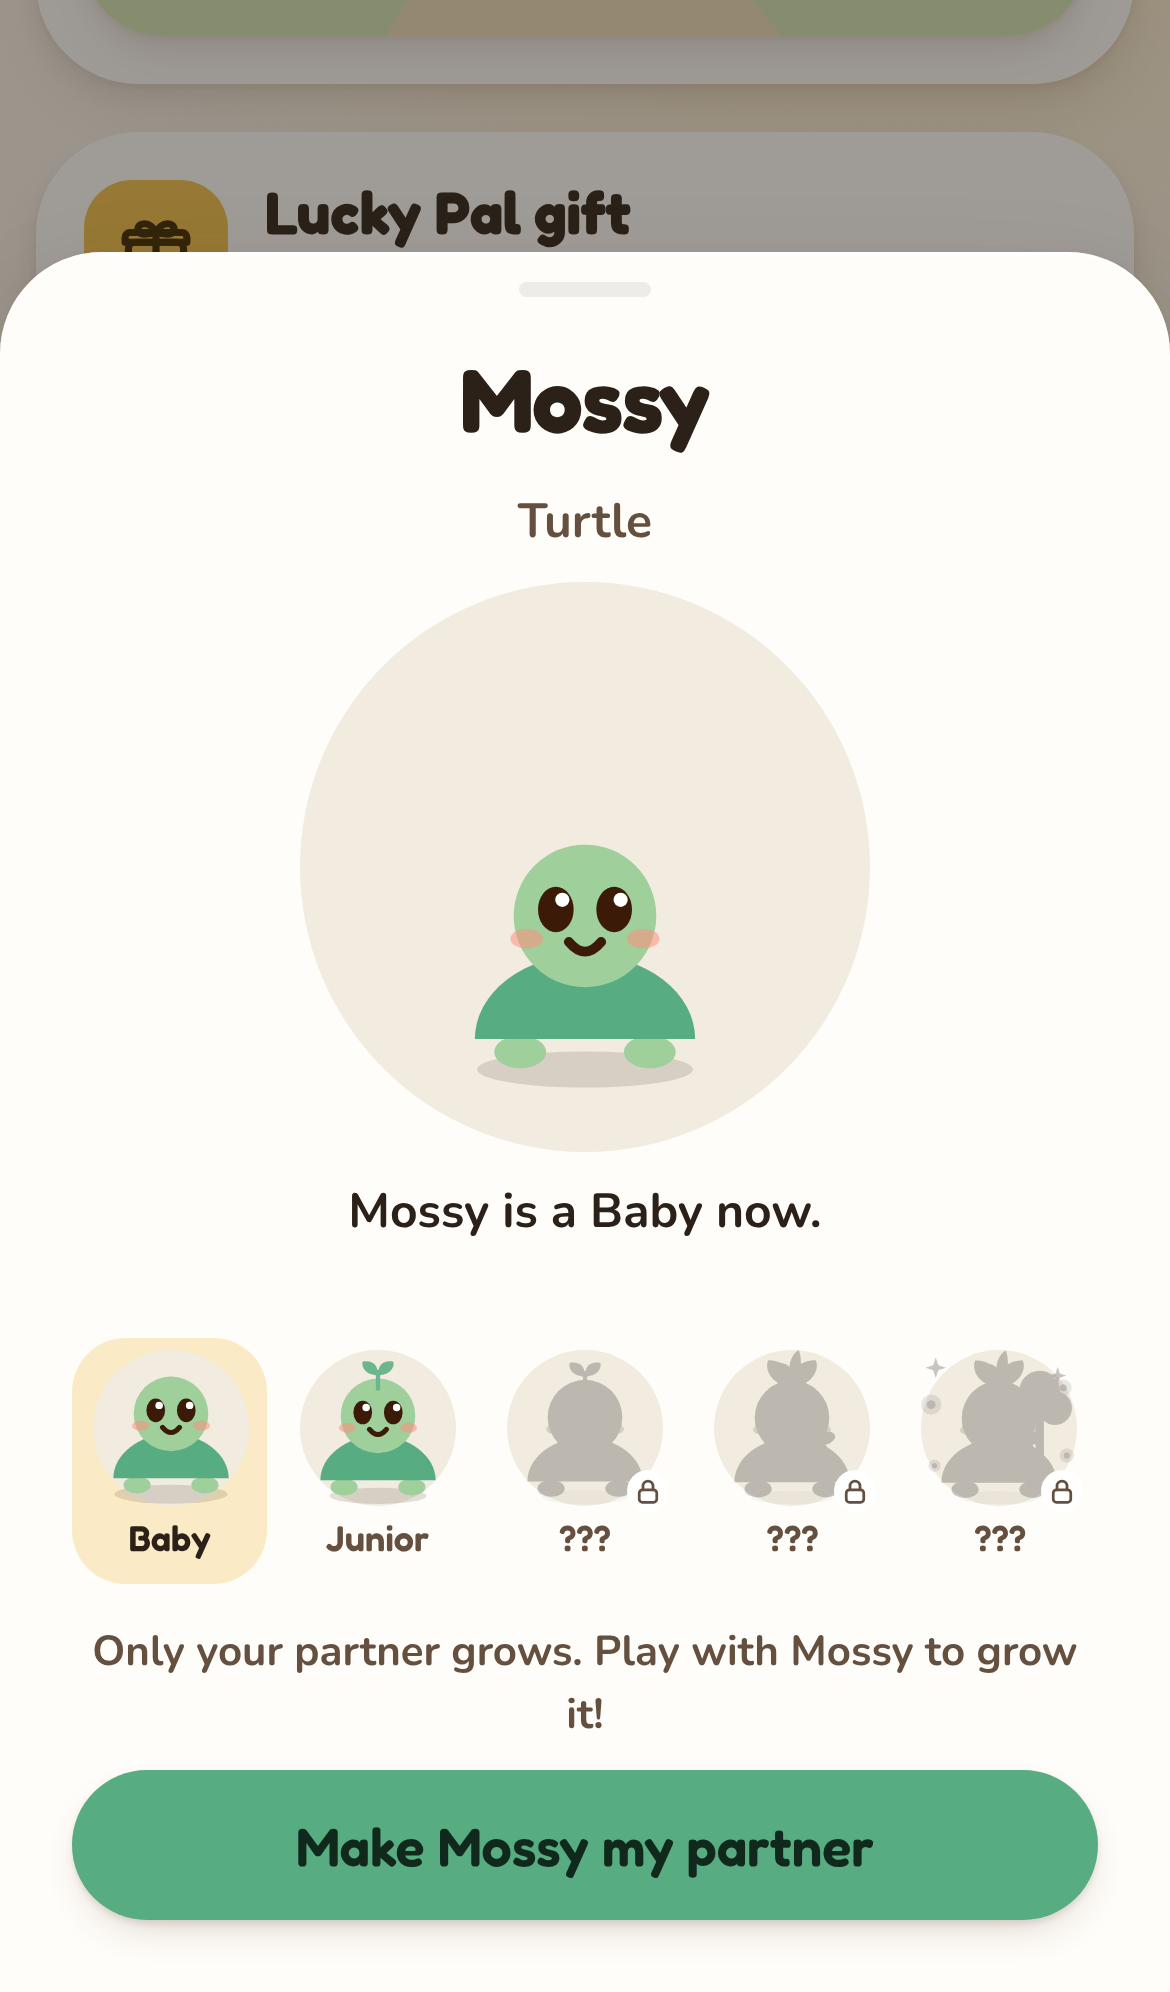 Lucky Pal gift
Mossy
Turtle
Mossy is a Baby now.
Baby
Junior
???
???
???
Only your partner grows. Play with Mossy to grow
it!
Make Mossy my partner